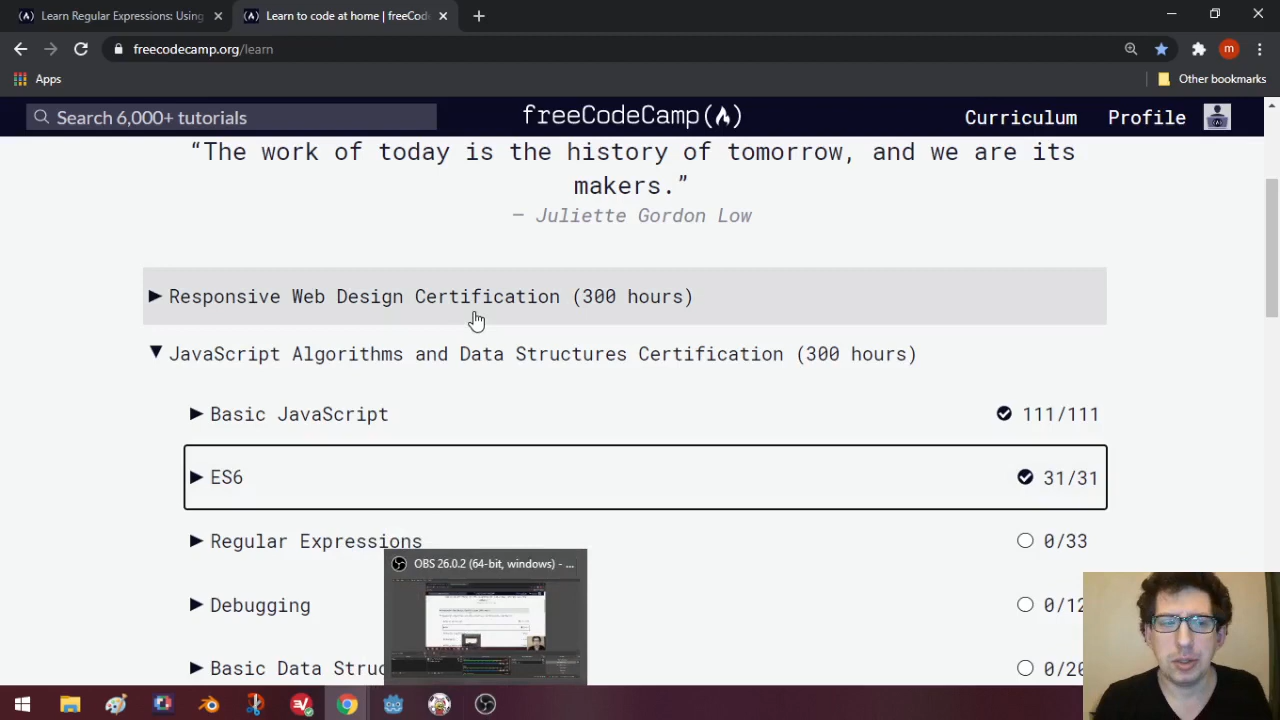 Learn Regular Expressions: Using
Learn to code at home | freeCod
freecodecamp.org/learn
m
Apps
Other bookmarks
Search 6,000+ tutorials
freeCodeCamp
Curriculum
Profile
“The work of today is the history of tomorrow, and we are its
makers.”
— Juliette Gordon Low
Responsive Web Design Certification (300 hours)
JavaScript Algorithms and Data Structures Certification (300 hours)
Basic JavaScript
111/111
ES6
31/31
Regular Expressions
0/33
OBS 26.0.2 (64-bit, windows) - ...
Debugging
0/12
Basic Data Struc
0/20